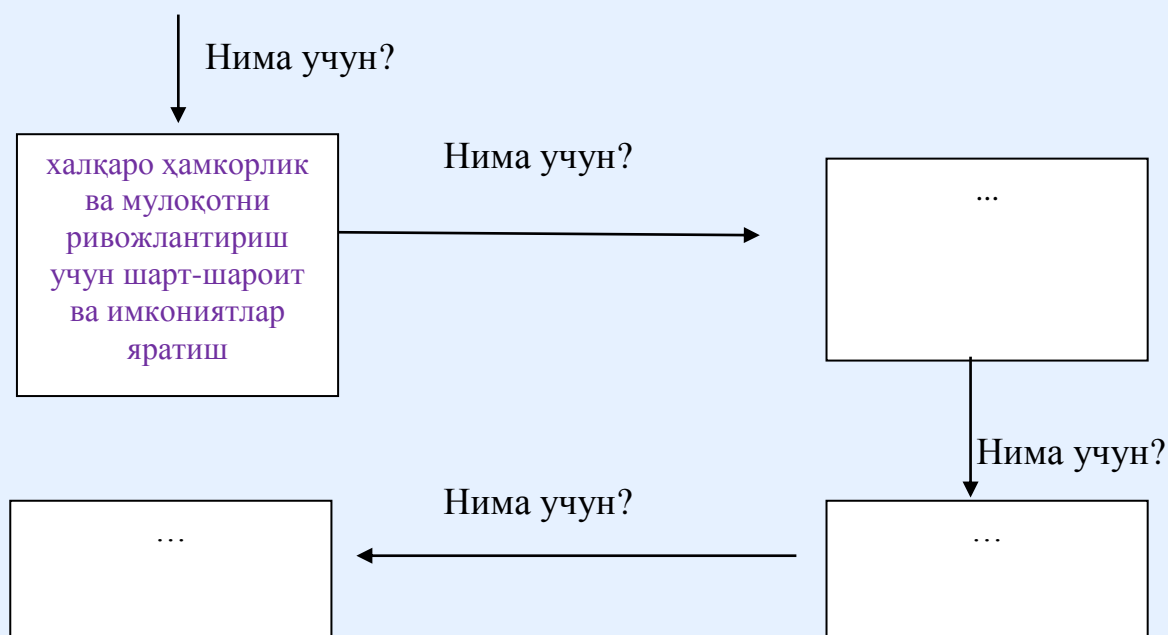 Нима учун?
халқаро ҳамкорлик
ва мулоқотни
ривожлантириш
учун шарт-шароит
ва имкониятлар
яратиш
Нима учун?
...
Нима учун?
…
Нима учун?
…